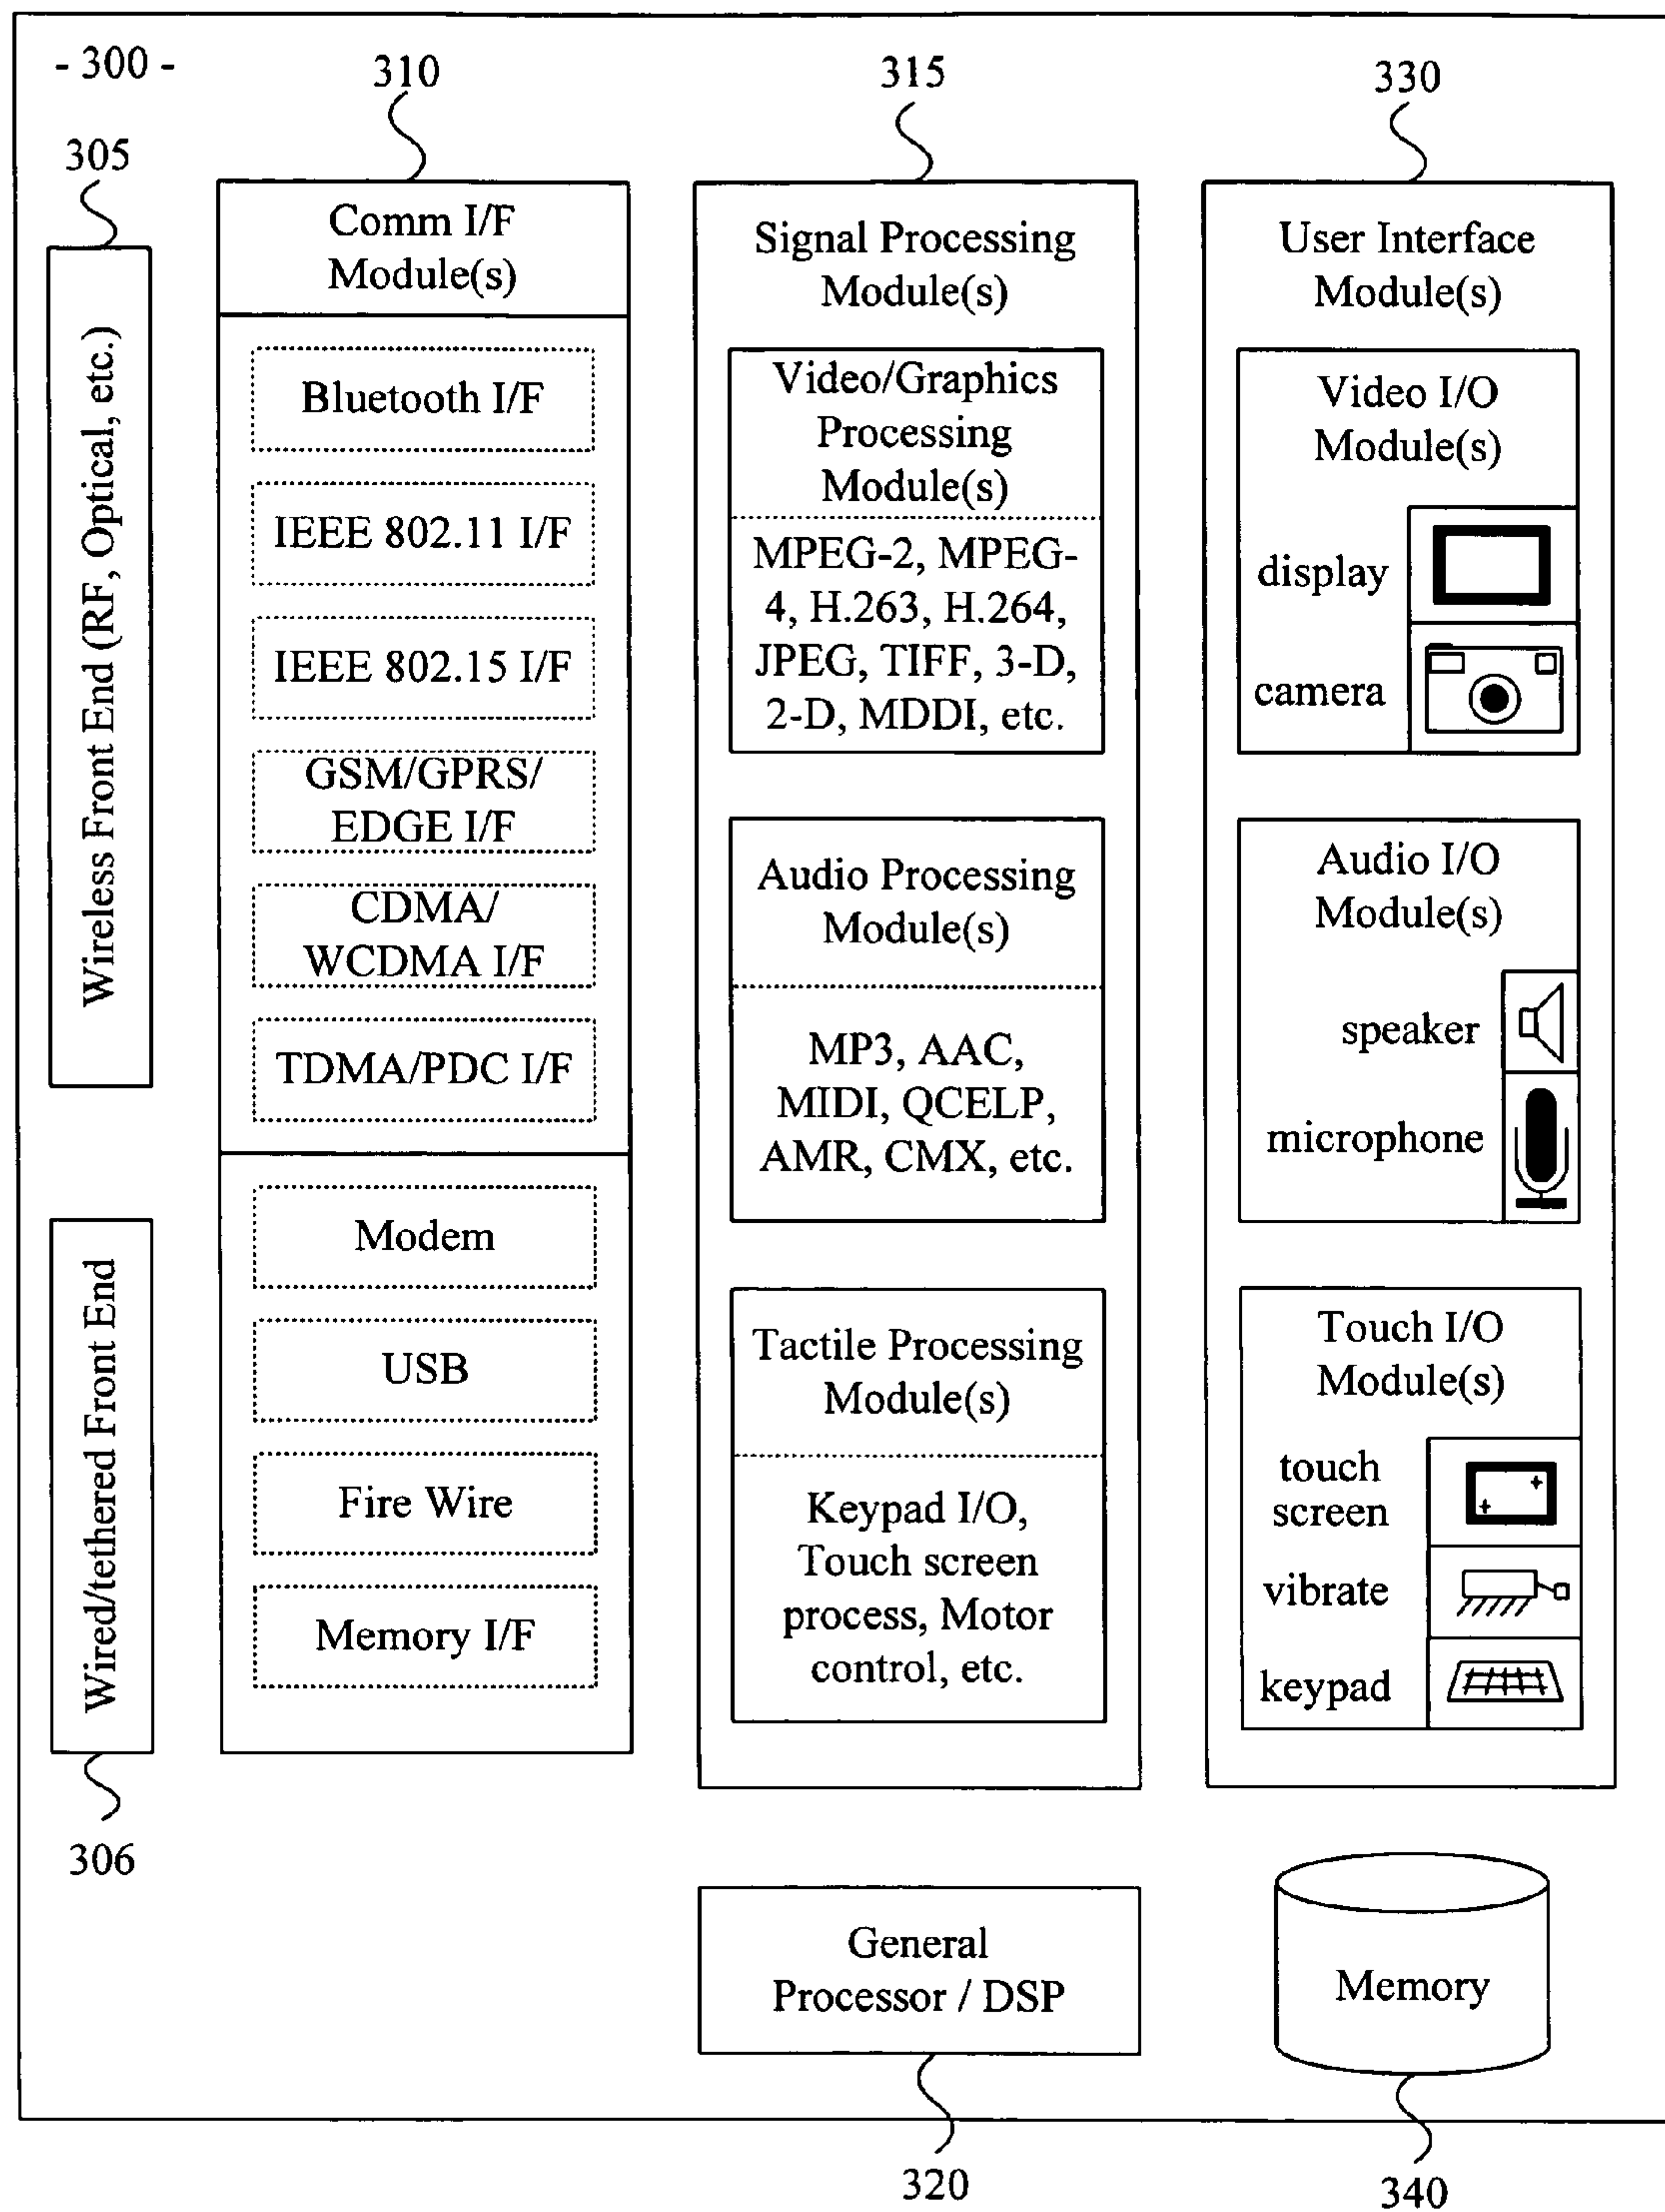 - 300 -
305
Wireless Front End (RF, Optical, etc.)
Wired/tethered Front End
306
310
Comm I/F
Module(s)
Bluetooth I/F
IEEE 802.11 I/F
IEEE 802.15 I/F
GSM/GPRS/
EDGE I/F
CDMA/
WCDMA I/F
TDMA/PDC I/F
Modem
USB
Fire Wire
Memory I/F
315
Signal Processing
Module(s)
Video/Graphics
Processing
Module(s)
MPEG-2, MPEG-
4, H.263, H.264,
JPEG, TIFF, 3-D,
2-D, MDDI, etc.
Audio Processing
Module(s)
MP3, AAC,
MIDI, QCELP,
AMR, CMX, etc.
Tactile Processing
Module(s)
Keypad I/O,
Touch screen
process, Motor
control, etc.
General
Processor / DSP
320
330
User Interface
Module(s)
Video I/O
Module(s)
display
camera
Audio I/O
Module(s)
speaker
microphone
Touch I/O
Module(s)
touch
screen
vibrate
keypad
Memory
340